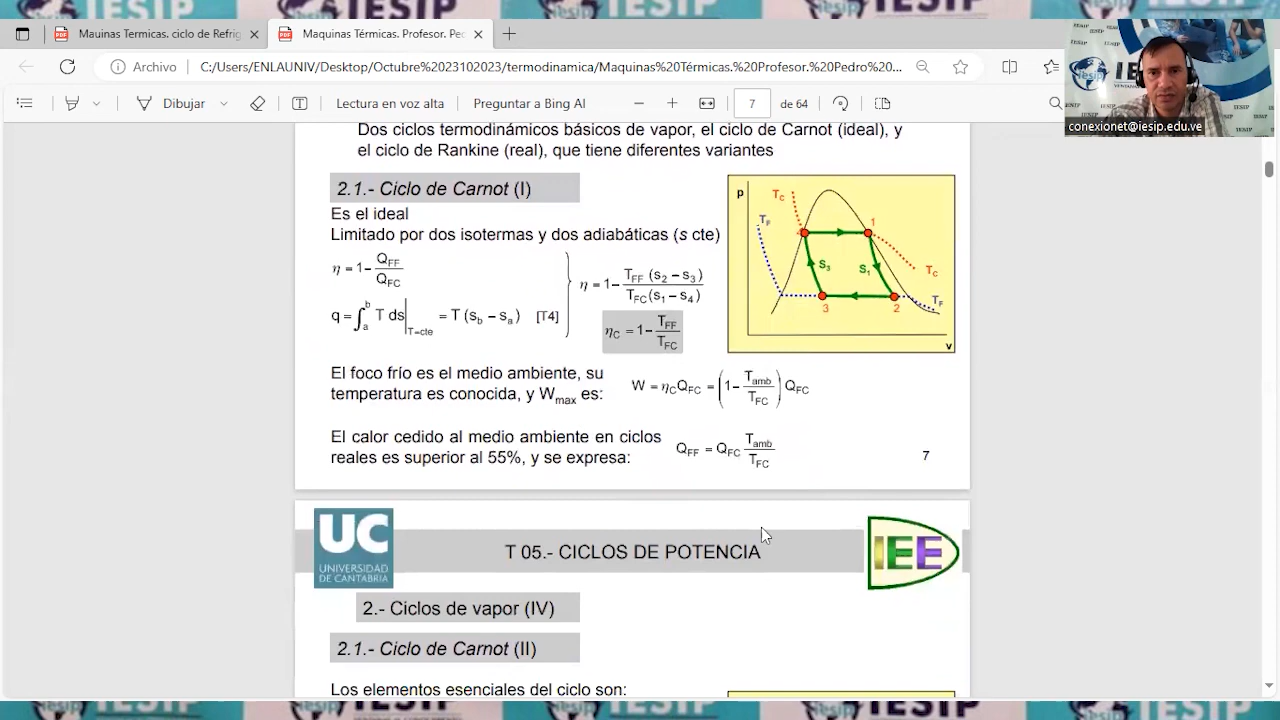 Mauinas Termicas. ciclo de Refrig
Maquinas Térmicas. Profesor. Pec
Archivo
C:/Users/ENLAUNIV/Desktop/Octubre%20%203102023/termodinamica/Maquinas%20Térmicas.%20Profesor.%20Pedro%20...
Dibujar
Lectura en voz alta
Preguntar a Bing AI
7
de 64
iesip
conexionet@iesip.edu.ve
Dos ciclos termodinámicos básicos de vapor, el ciclo de Carnot (ideal), y
el ciclo de Rankine (real), que tiene diferentes variantes
2.1.- Ciclo de Carnot (I)
Es el ideal
Limitado por dos isotermas y dos adiabáticas (s cte)
η = 1- Q_FF / Q_FC
q = ∫_a^b T ds|_T=cte = T (s_b – s_a) [T4]
η = 1- T_FF (s_2 – s_3) / T_FC (s_1 – s_4)
η_C = 1- T_FF / T_FC
p
T_C
T_F
1
S_3
S_1
T_C
T_F
3
2
v
El foco frío es el medio ambiente, su
temperatura es conocida, y W_max es:
W = η_C Q_FC = (1- T_amb / T_FC) Q_FC
El calor cedido al medio ambiente en ciclos
reales es superior al 55%, y se expresa:
Q_FF = Q_FC T_amb / T_FC
7
UC
UNIVERSIDAD
DE CANTABRIA
T 05.- CICLOS DE POTENCIA
IEE
2.- Ciclos de vapor (IV)
2.1.- Ciclo de Carnot (II)
Los elementos esenciales del ciclo son: